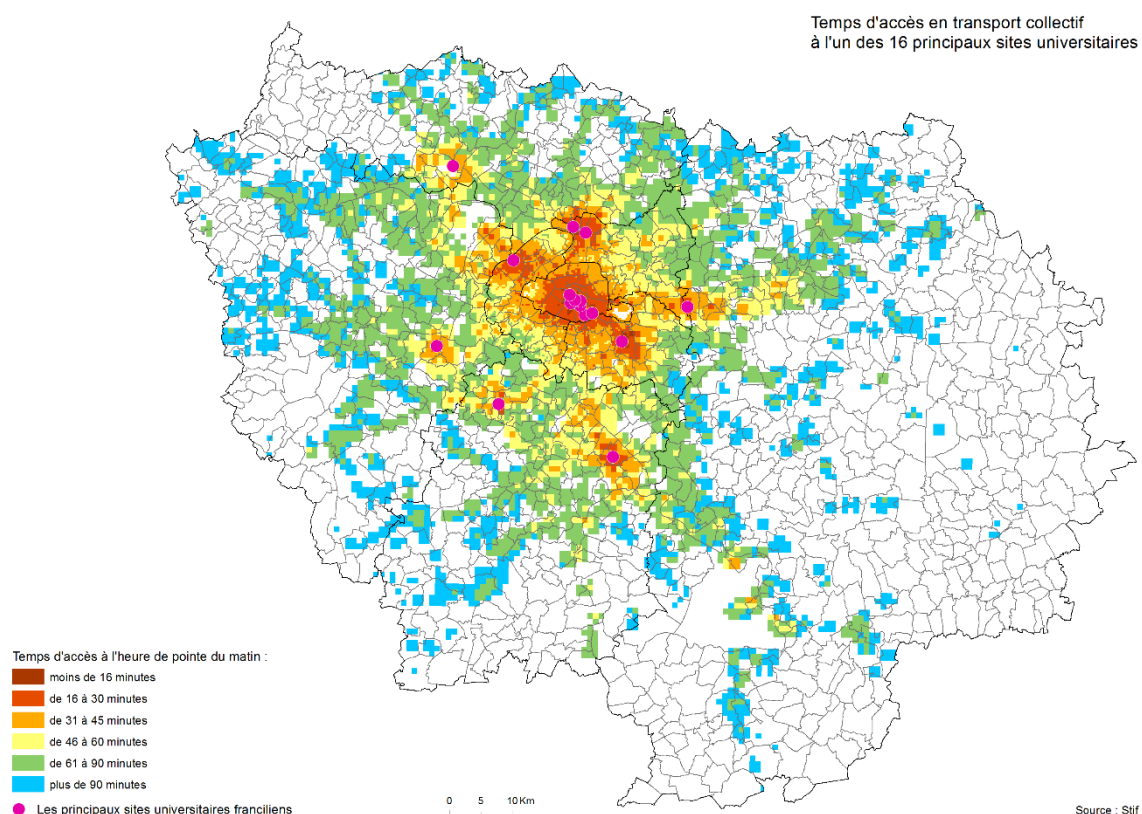 Temps d'accès en transport collectif
à l'un des 16 principaux sites universitaires
Temps d'accès à l'heure de pointe du matin :
moins de 16 minutes
de 16 à 30 minutes
de 31 à 45 minutes
de 46 à 60 minutes
de 61 à 90 minutes
plus de 90 minutes
Les principaux sites universitaires franciliens
0 5 10 Km
Source : Stif